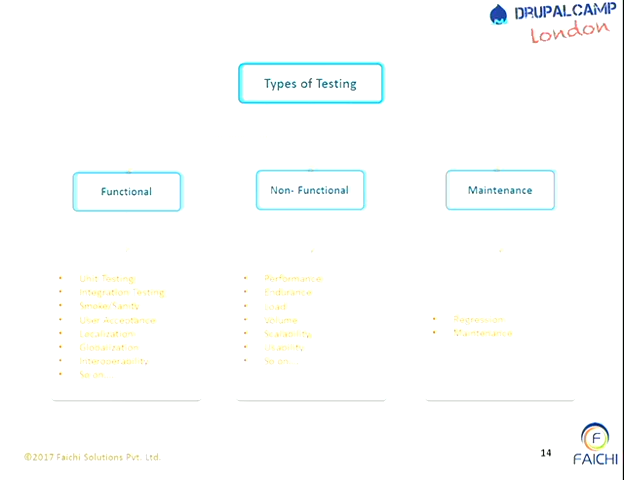 DRUPALCAMP
London
Types of Testing
Functional
Non- Functional
Maintenance
• Unit Testing
• Integration Testing
• Smoke/Sanity
• User Acceptance
• Localization
• Globalization
• Interoperability
• So on...
• Performance
• Endurance
• Load
• Volume
• Scalability
• Usability
• So on...
• Regression
• Maintenance
©2017 Faichi Solutions Pvt. Ltd.
14
F
FAICHI